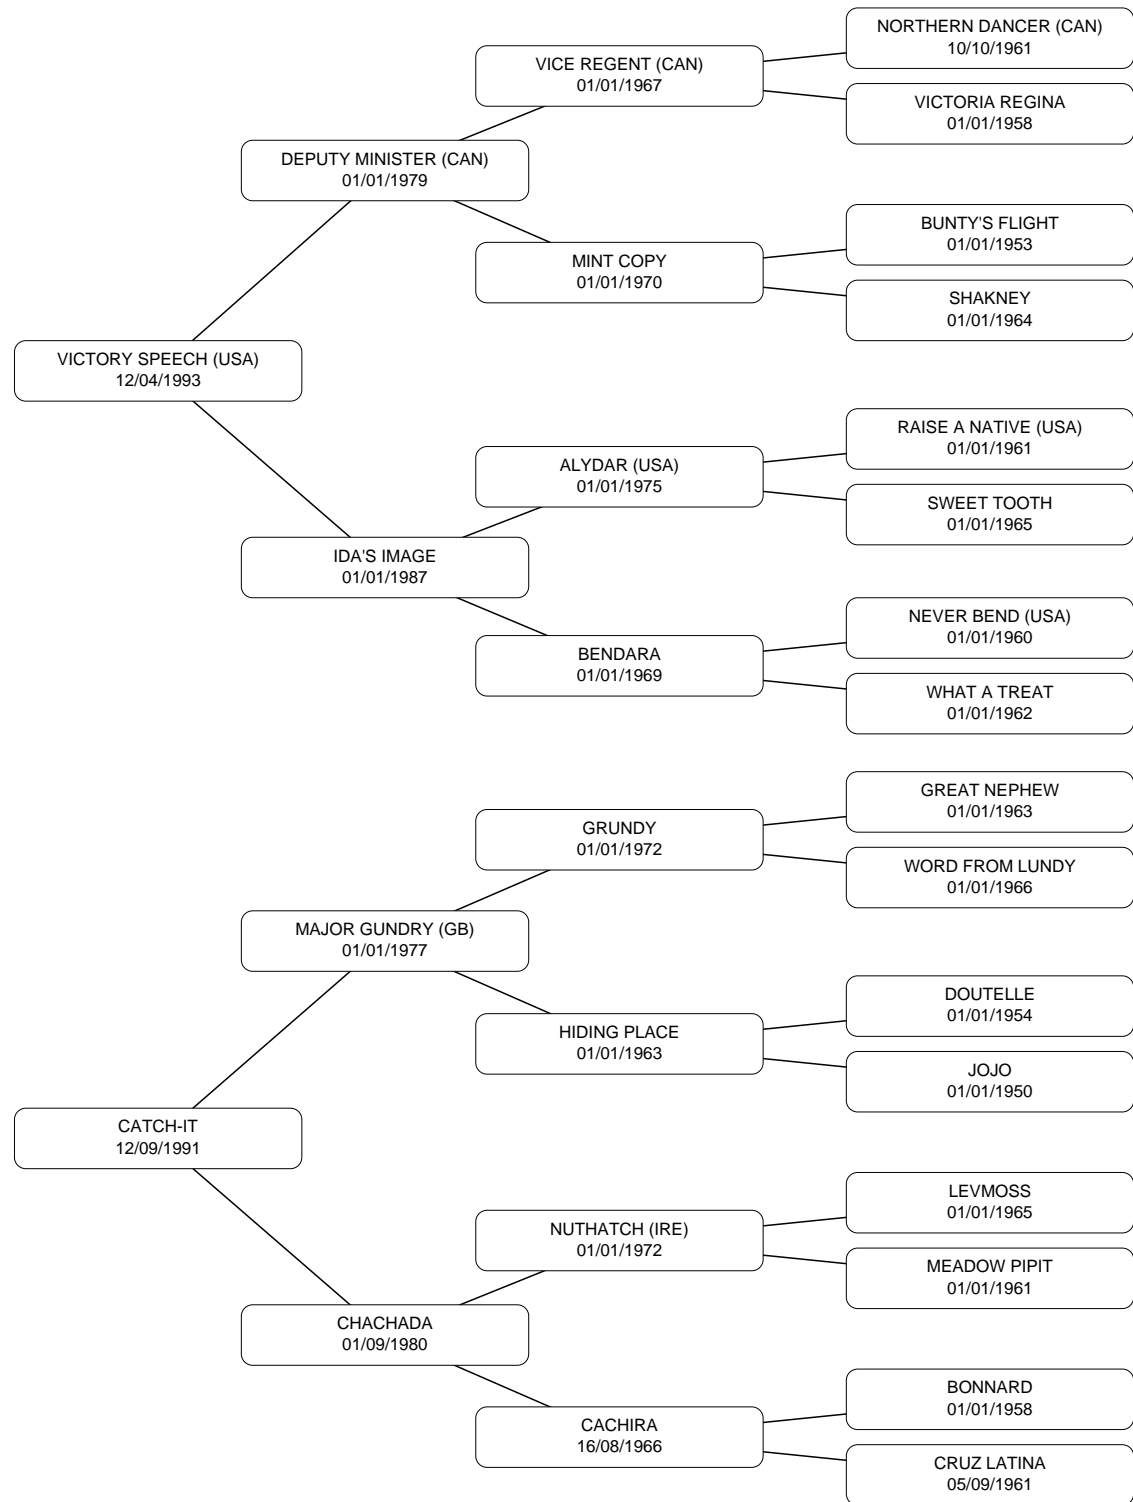 NORTHERN DANCER (CAN)
10/10/1961
VICE REGENT (CAN)
01/01/1967
VICTORIA REGINA
01/01/1958
DEPUTY MINISTER (CAN)
01/01/1979
BUNTY'S FLIGHT
01/01/1953
MINT COPY
01/01/1970
SHAKNEY
01/01/1964
VICTORY SPEECH (USA)
12/04/1993
RAISE A NATIVE (USA)
01/01/1961
ALYDAR (USA)
01/01/1975
SWEET TOOTH
01/01/1965
IDA'S IMAGE
01/01/1987
NEVER BEND (USA)
01/01/1960
BENDARA
01/01/1969
WHAT A TREAT
01/01/1962
GREAT NEPHEW
01/01/1963
GRUNDY
01/01/1972
WORD FROM LUNDY
01/01/1966
MAJOR GUNDRY (GB)
01/01/1977
DOUTELLE
01/01/1954
HIDING PLACE
01/01/1963
JOJO
01/01/1950
CATCH-IT
12/09/1991
LEVMOSS
01/01/1965
NUTHATCH (IRE)
01/01/1972
MEADOW PIPIT
01/01/1961
CHACHADA
01/09/1980
BONNARD
01/01/1958
CACHIRA
16/08/1966
CRUZ LATINA
05/09/1961